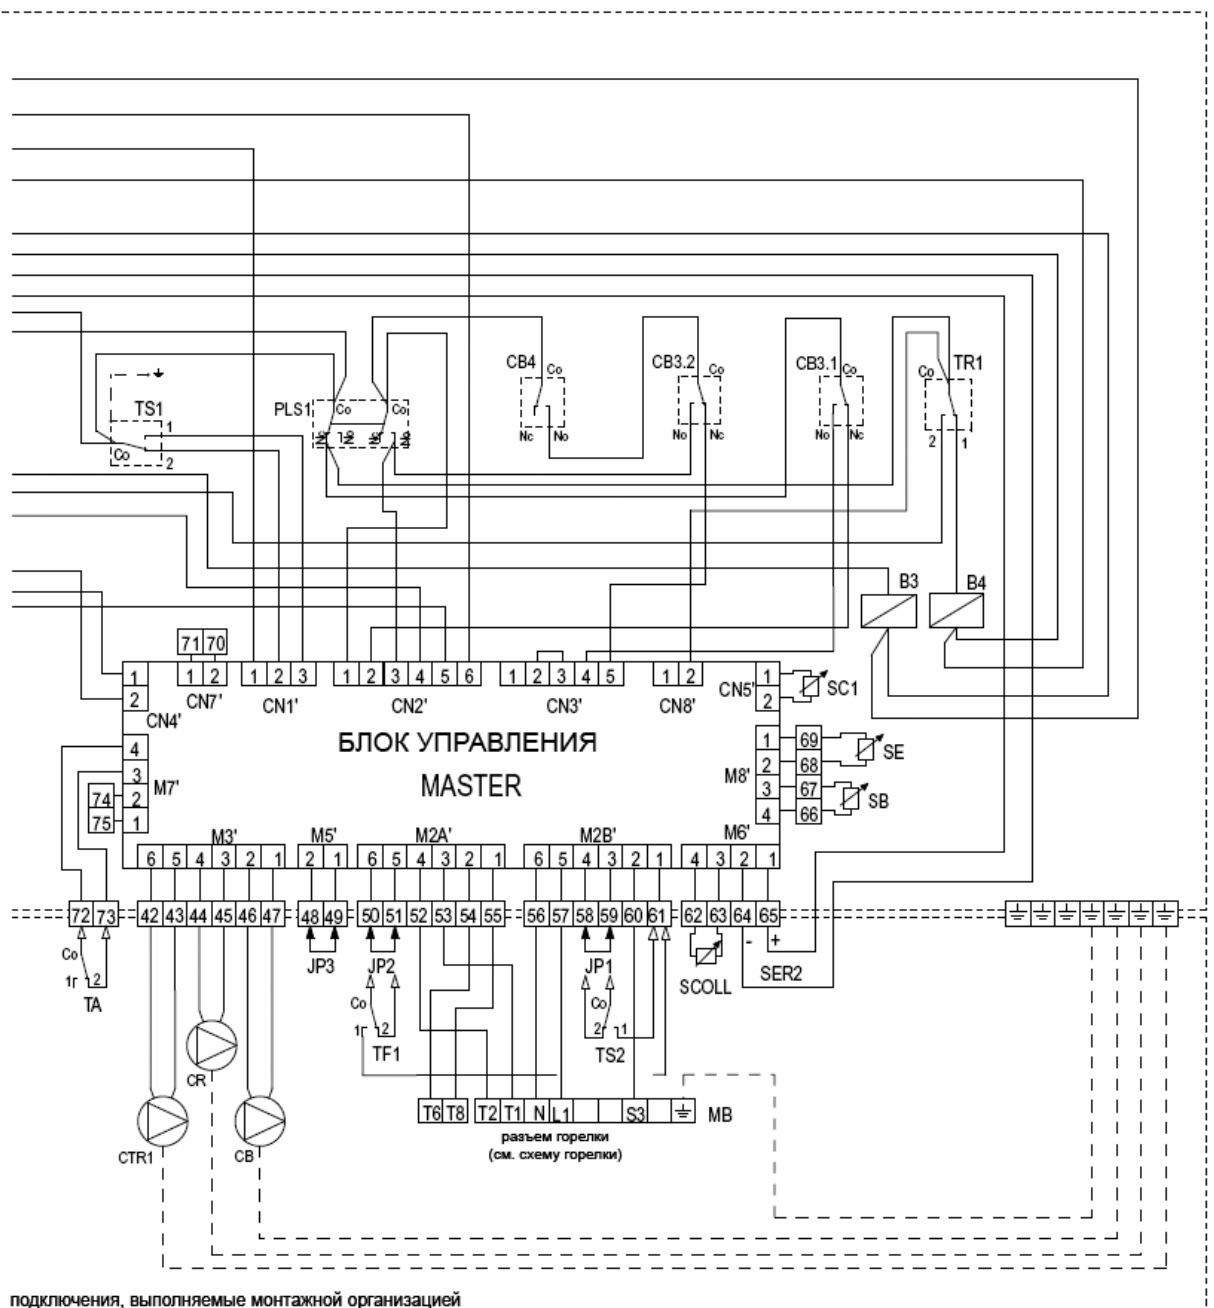 CB4 Co
CB3.2 Co
CB3.1 Co
Co TR1
TS1 1
PLS1 Co Co
Co 2
Nc No
No Nc
No Nc
2 1
B3 B4
71 70
1 1 2 1 2 3 1 2 3 4 5 6 1 2 3 4 5 1 2 1
2 2
CN4' CN7' CN1' CN2' CN3' CN8' CN5' SC1
БЛОК УПРАВЛЕНИЯ
MASTER
4
3
74 2
75 1
M7'
1 69
2 68
3 67
4 66
M8' SE
SB
M3' M5' M2A' M2B' M6'
6 5 4 3 2 1 2 1 6 5 4 3 2 1 6 5 4 3 2 1 4 3 2 1
72 73 42 43 44 45 46 47 48 49 50 51 52 53 54 55 56 57 58 59 60 61 62 63 64 65
- +
Co JP3 JP2 JP1 SER2
1 2 SCOLL
TA
Co
1 2
TF1
Co
2 1
TS2
CR
T6 T8 T2 T1 N L1 S3 MB
разъем горелки
(см. схему горелки)
CTR1 CB
подключения, выполняемые монтажной организацией